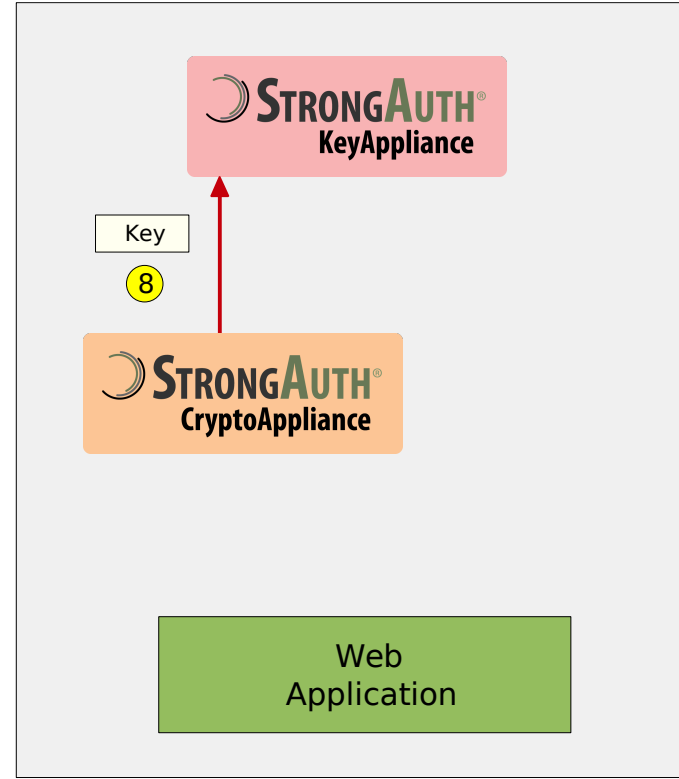 STRONGAUTH®
KeyAppliance
Key
8
STRONGAUTH®
CryptoAppliance
Web
Application